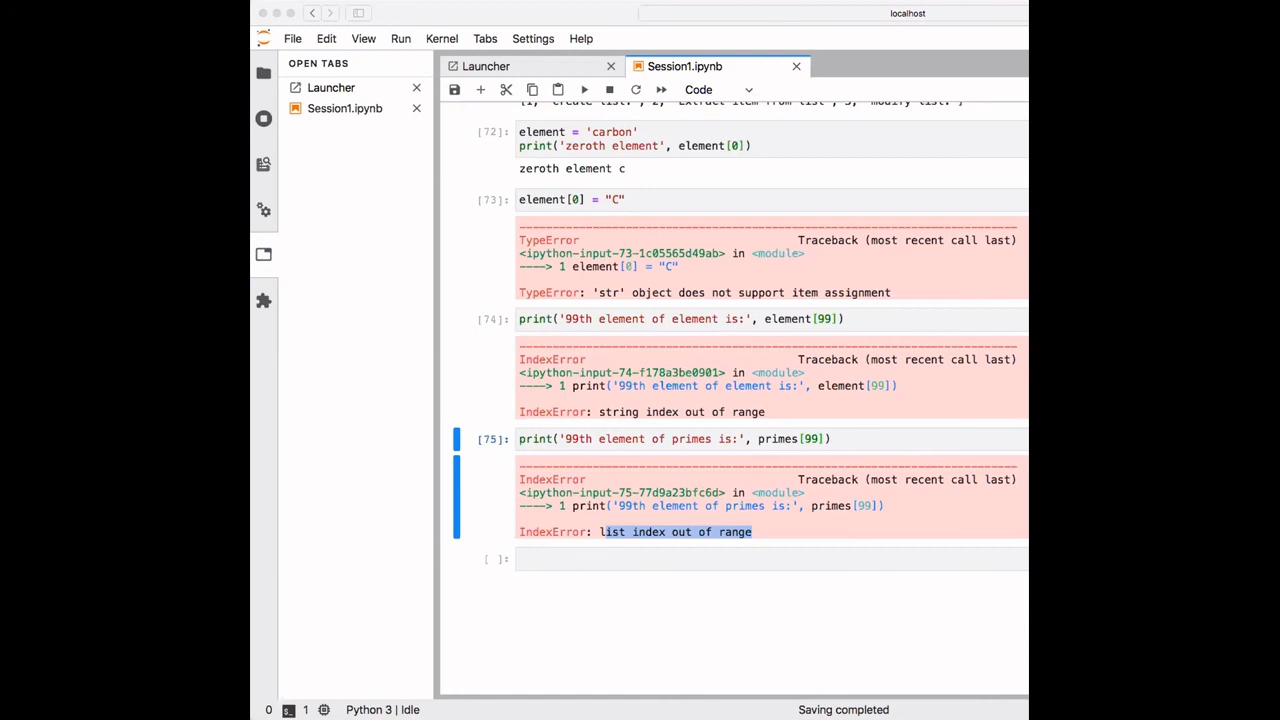 localhost
File Edit View Run Kernel Tabs Settings Help
OPEN TABS
Launcher
Session1.ipynb
Launcher
Session1.ipynb
Code
[72]: element = 'carbon'
print('zeroth element', element[0])
zeroth element c
[73]: element[0] = "C"
TypeError Traceback (most recent call last)
<ipython-input-73-1c05565d49ab> in <module>
----> 1 element[0] = "C"
TypeError: 'str' object does not support item assignment
[74]: print('99th element of element is:', element[99])
IndexError Traceback (most recent call last)
<ipython-input-74-f178a3be0901> in <module>
----> 1 print('99th element of element is:', element[99])
IndexError: string index out of range
[75]: print('99th element of primes is:', primes[99])
IndexError Traceback (most recent call last)
<ipython-input-75-77d9a23bfc6d> in <module>
----> 1 print('99th element of primes is:', primes[99])
IndexError: list index out of range
[ ]:
0 1 Python 3 | Idle Saving completed